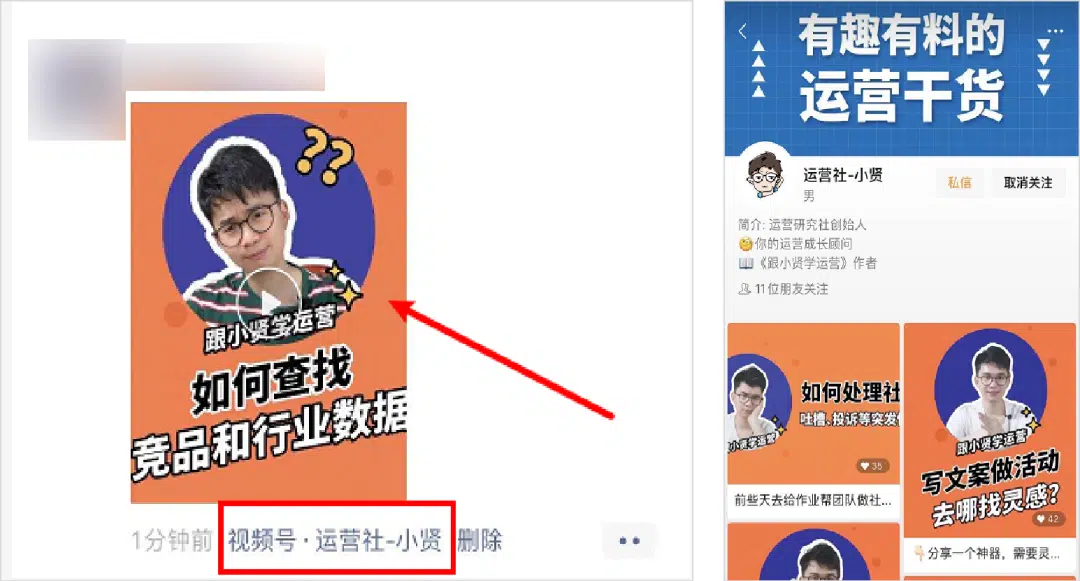 ??
跟小贤学运营
如何查找
竞品和行业数据
1分钟前 视频号·运营社-小贤 删除
有趣有料的
运营干货
运营社-小贤
男
私信
取消关注
简介: 运营研究社创始人
你的运营成长顾问
《跟小贤学运营》作者
11位朋友关注
如何处理社
吐槽、投诉等突发
小贤学运营
38
前些天去给作业帮团队做社...
跟小贤学运营
写文案做活动
去哪找灵感?
42
分享一个神器，需要灵...